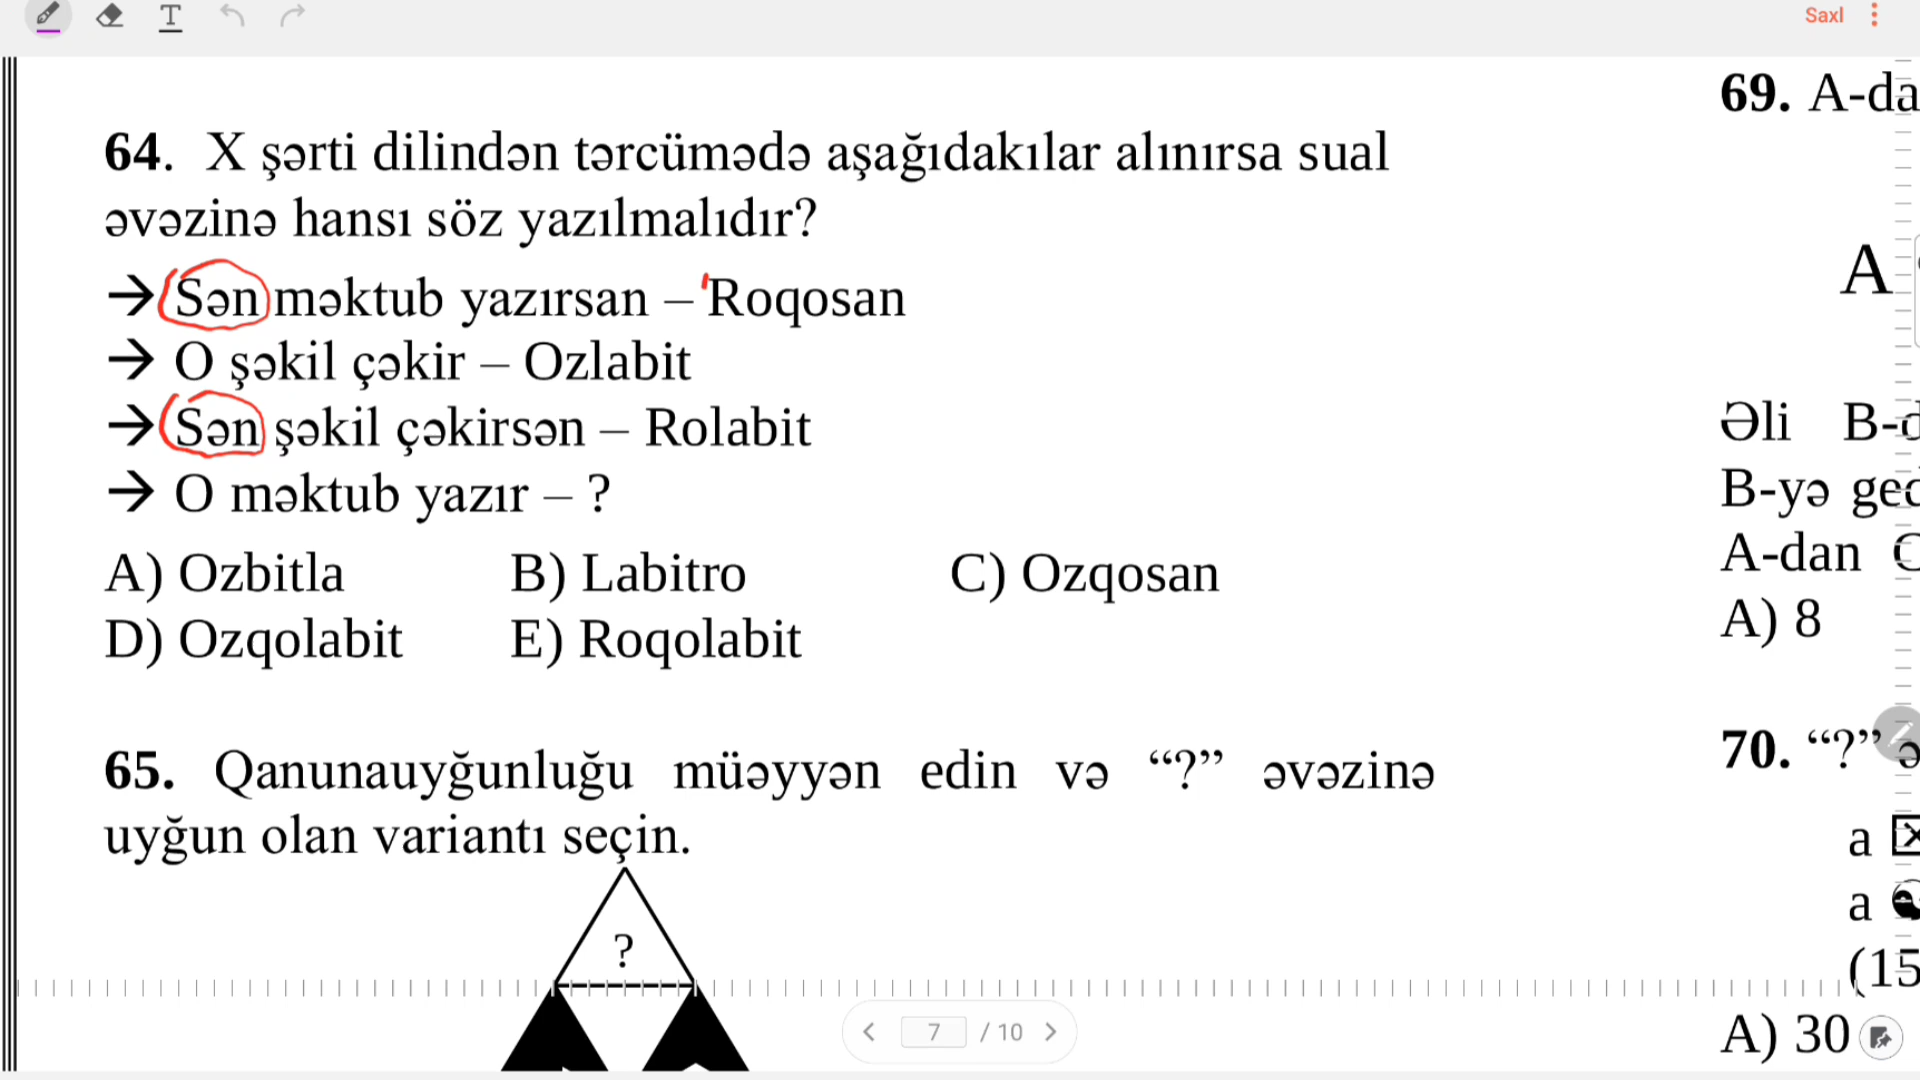 Saxl
64. X şərti dilindən tərcümədə aşağıdakılar alınırsa sual
əvəzinə hansı söz yazılmalıdır?
→ Sən məktub yazırsan – Roqosan
→ O şəkil çəkir – Ozlabit
→ Sən şəkil çəkirsən – Rolabit
→ O məktub yazır – ?
A) Ozbitla B) Labitro C) Ozqosan
D) Ozqolabit E) Roqolabit
65. Qanunauyğunluğu müəyyən edin və “?” əvəzinə
uyğun olan variantı seçin.
?
7 / 10
69. A-da
A
Əli B-d
B-yə ged
A-dan C
A) 8
70. “?” ə
a
a
(15
A) 30